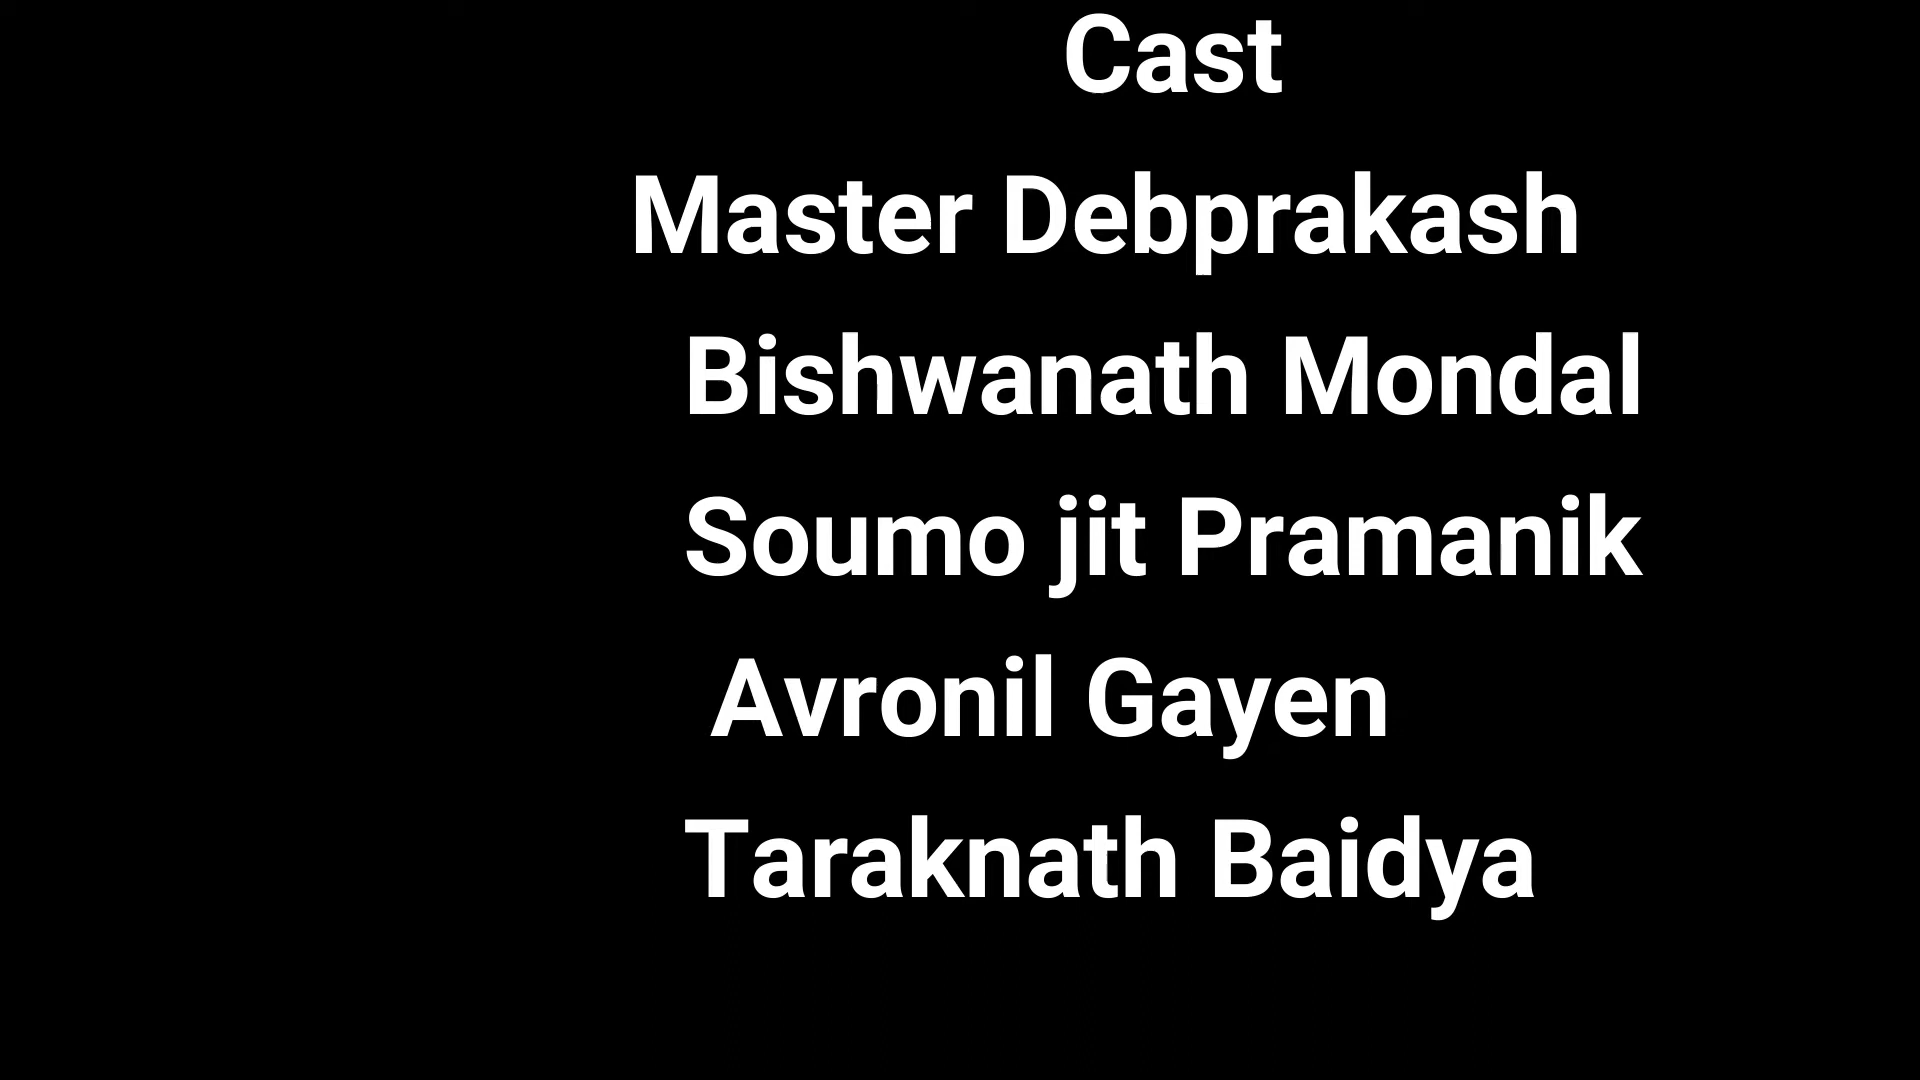 Cast
Master Debprakash
Bishwanath Mondal
Soumo jit Pramanik
Avronil Gayen
Taraknath Baidya